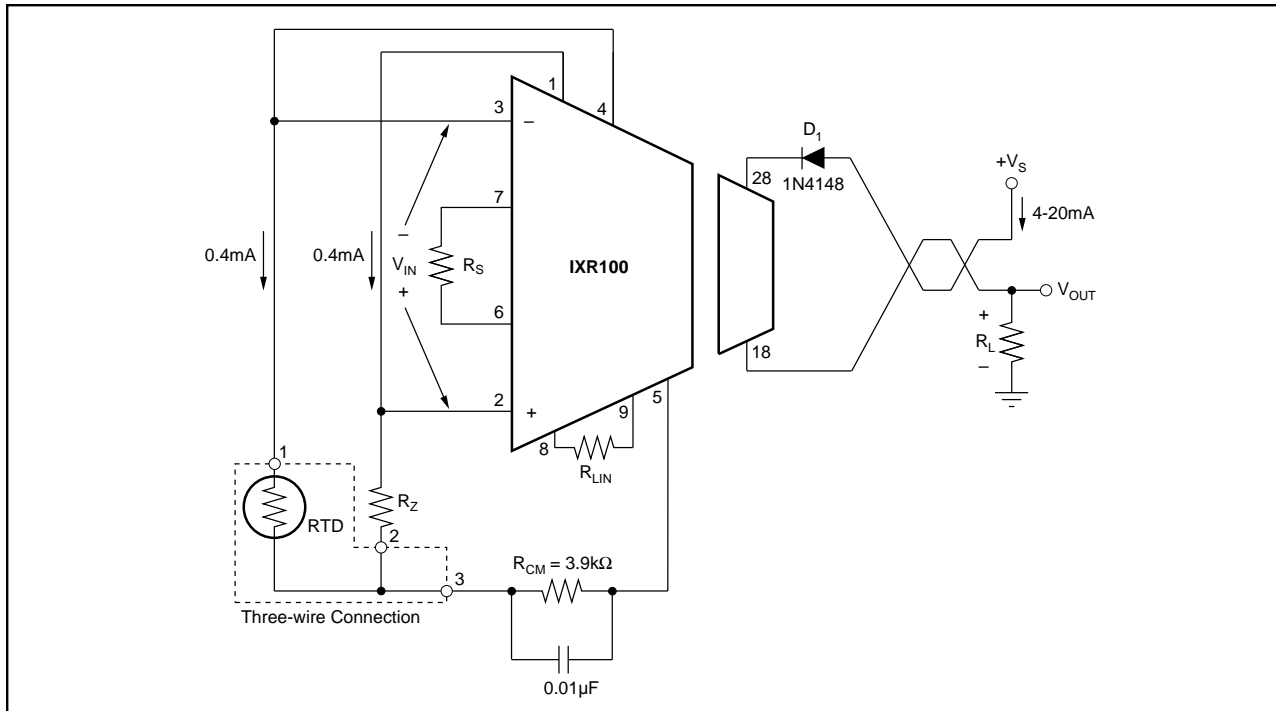 1
4
3
−
D1
28
+VS
1N4148
7
4-20mA
0.4mA
0.4mA
−
VIN
RS
IXR100
+
VOUT
6
+
RL
−
18
5
2
+
9
8
RLIN
1
RZ
RTD
2
RCM = 3.9kΩ
3
Three-wire Connection
0.01µF